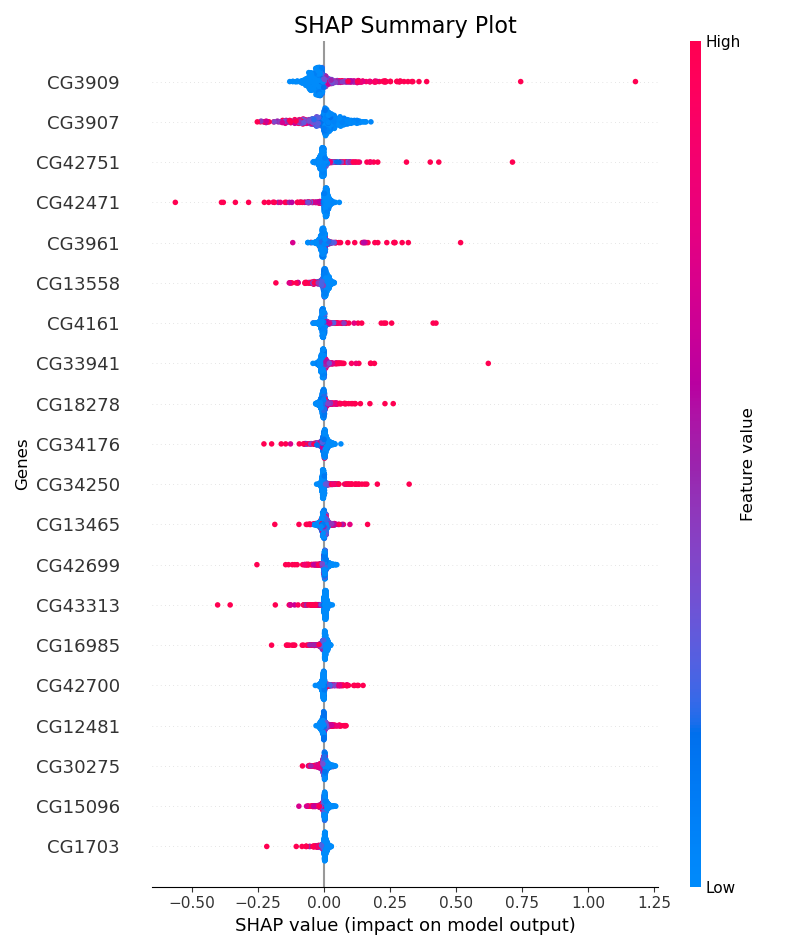 SHAP Summary Plot
High
CG3909
CG3907
CG42751
CG42471
CG3961
CG13558
CG4161
CG33941
CG18278
CG34176
CG34250
CG13465
CG42699
CG43313
CG16985
CG42700
CG12481
CG30275
CG15096
CG1703
Genes
Feature value
Low
−0.50 −0.25 0.00 0.25 0.50 0.75 1.00 1.25
SHAP value (impact on model output)